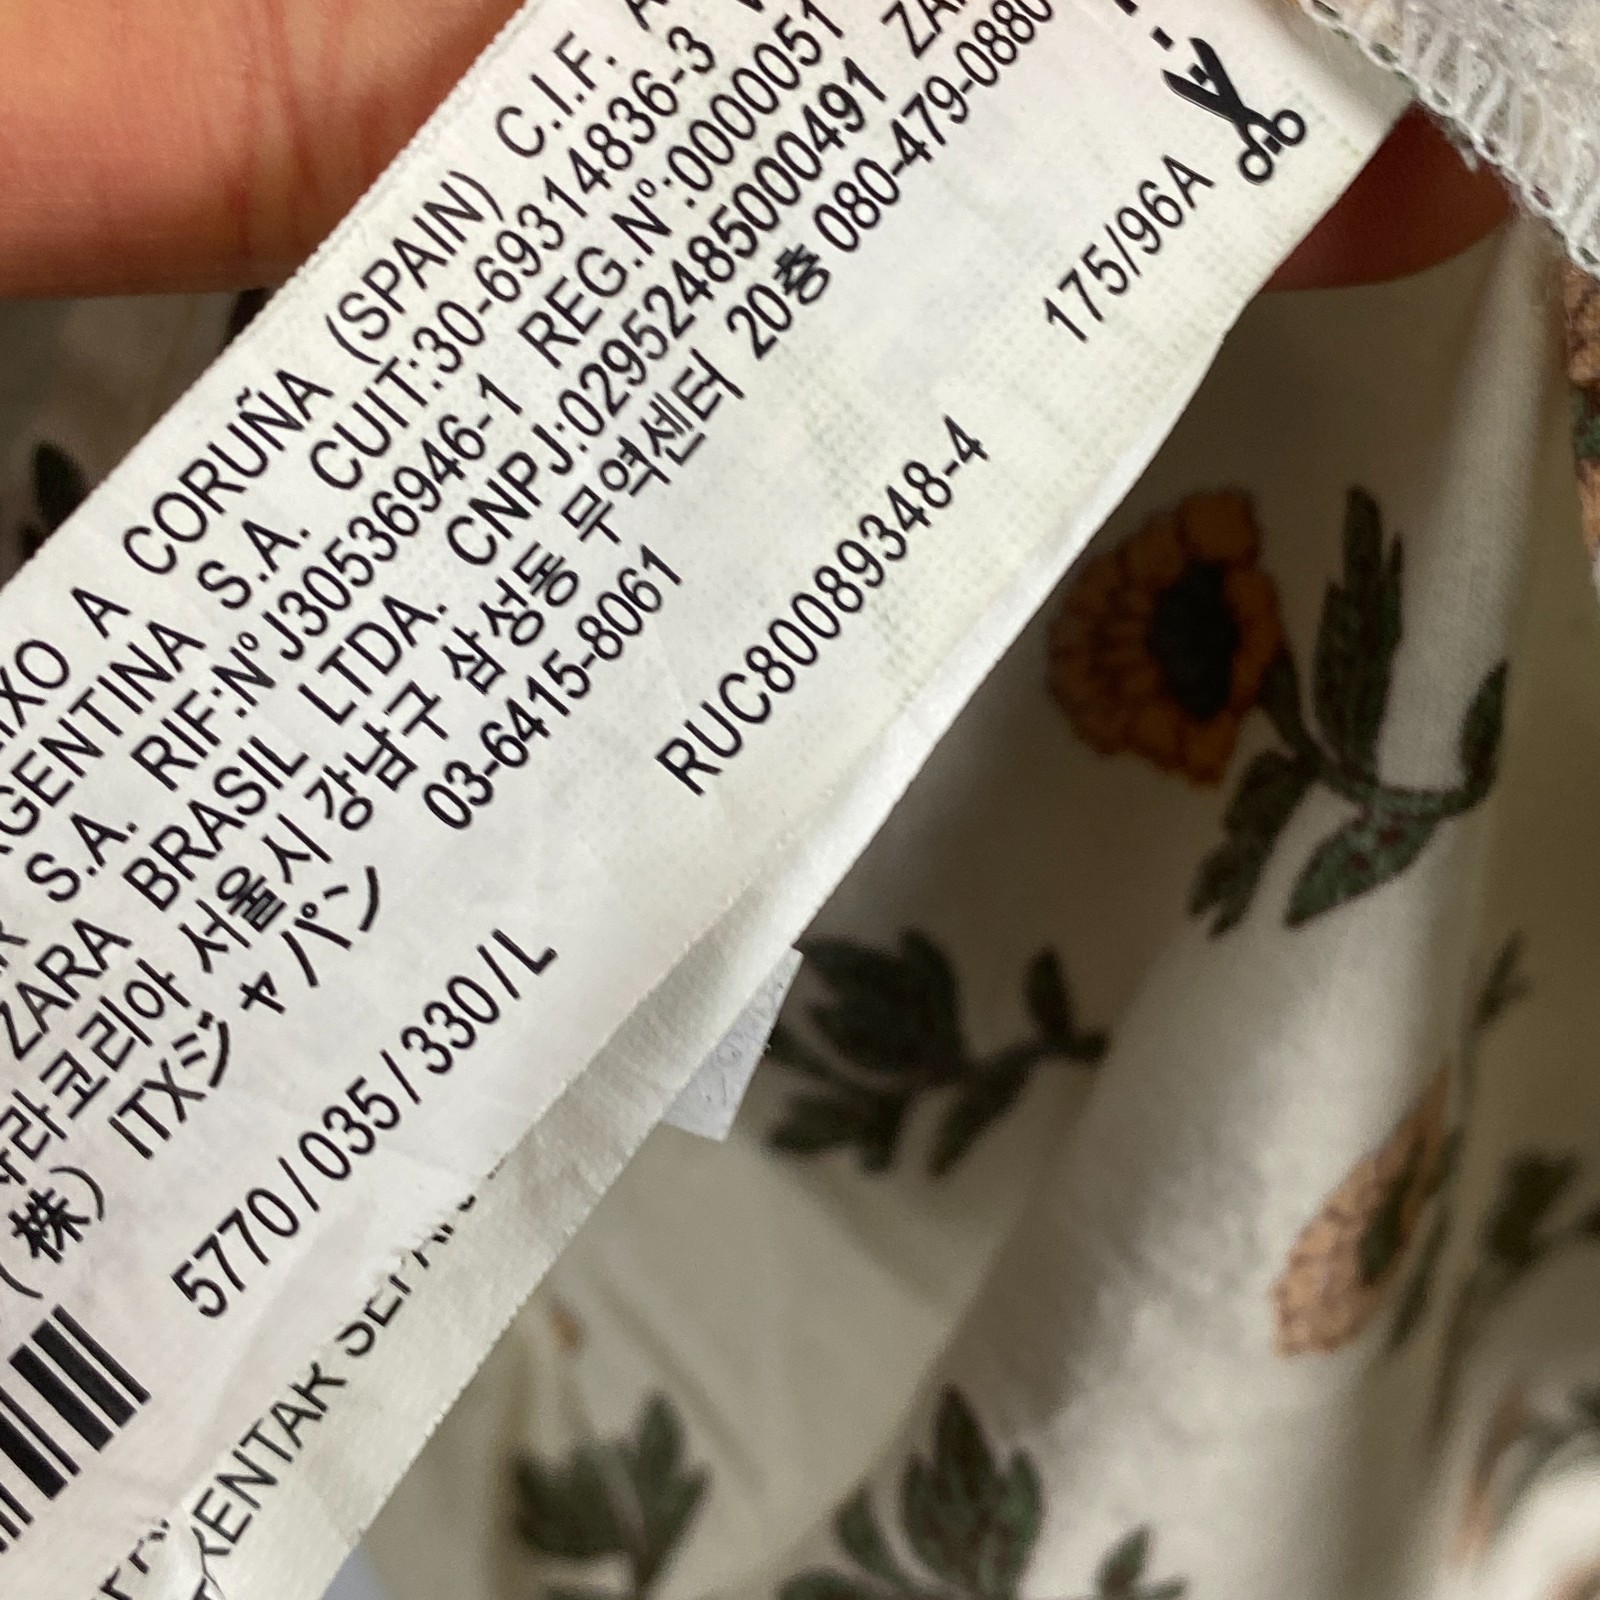 A CORUÑA (SPAIN) C.I.F.
S.A. CUIT:30-69314836-3
S.A. RIF:Nº J30536946-1 REG.Nº:0000051
ZARA BRASIL LTDA. CNPJ:02952485000491
코리아 서울시 강남구 삼성동 무역센터 20층 080-479-0880
(株) ITXジャパン 03-6415-8061
5770/035/330/L RUC80089348-4 175/96A